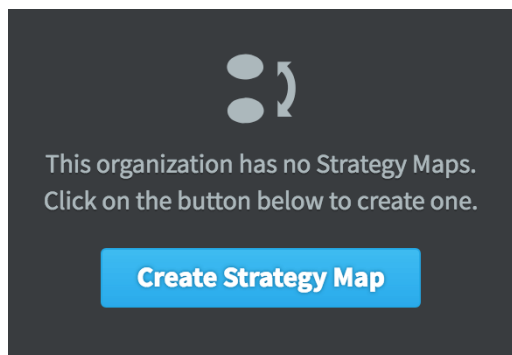 This organization has no Strategy Maps.
Click on the button below to create one.
Create Strategy Map